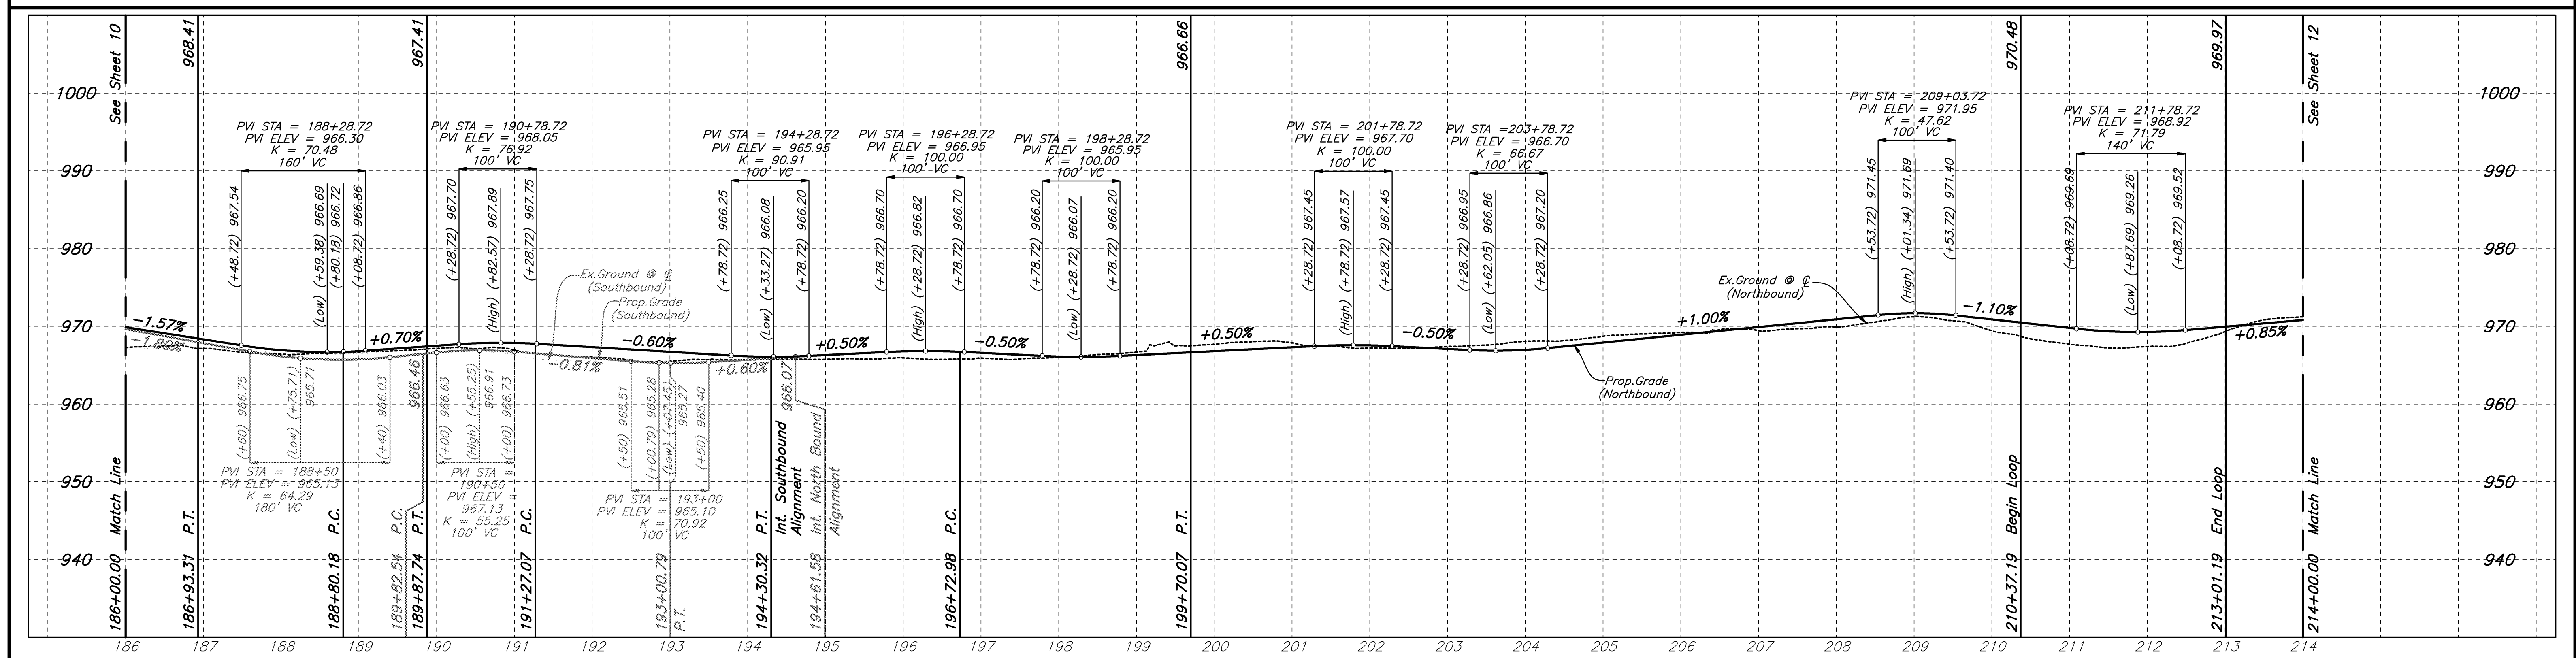 See Sheet 10
968.41
967.41
966.66
970.48
969.97
See Sheet 12
1000
1000
990
990
980
980
970
970
960
960
950
950
940
940
PVI STA = 188+28.72
PVI ELEV = 966.30
K = 70.48
160' VC
(+48.72) 967.54
(Low) (+59.38) 966.69
(+80.18) 966.72
(+08.72) 966.86
PVI STA = 190+78.72
PVI ELEV = 968.05
K = 76.92
100' VC
(+28.72) 967.70
(High) (+82.57) 967.89
(+28.72) 967.75
PVI STA = 194+28.72
PVI ELEV = 965.95
K = 90.91
100' VC
(+78.72) 966.25
(Low) (+33.27) 966.08
(+78.72) 966.20
PVI STA = 196+28.72
PVI ELEV = 966.95
K = 100.00
100' VC
(+78.72) 966.70
(High) (+28.72) 966.82
(+78.72) 966.70
PVI STA = 198+28.72
PVI ELEV = 965.95
K = 100.00
100' VC
(+78.72) 966.20
(Low) (+28.72) 966.07
(+78.72) 966.20
PVI STA = 201+78.72
PVI ELEV = 967.70
K = 100.00
100' VC
(+28.72) 967.45
(High) (+78.72) 967.57
(+28.72) 967.45
PVI STA =203+78.72
PVI ELEV = 966.70
K = 66.67
100' VC
(+28.72) 966.95
(Low) (+62.05) 966.86
(+28.72) 967.20
PVI STA = 209+03.72
PVI ELEV = 971.95
K = 47.62
100' VC
(+53.72) 971.45
(High) (+01.34) 971.69
(+53.72) 971.40
PVI STA = 211+78.72
PVI ELEV = 968.92
K = 71.79
140' VC
(+08.72) 969.69
(Low) (+87.69) 969.26
(+08.72) 969.52
Ex.Ground @ ℄
(Southbound)
Prop.Grade
(Southbound)
Ex.Ground @ ℄
(Northbound)
Prop.Grade
(Northbound)
-1.57%
-1.80%
+0.70%
-0.60%
-0.81%
+0.60%
+0.50%
-0.50%
+0.50%
-0.50%
+1.00%
-1.10%
+0.85%
(+60) 966.75
(Low) (+75.71)
965.71
(+40) 966.03
966.46
PVI STA = 188+50
PVI ELEV = 965.13
K = 64.29
180' VC
(+00) 966.63
(High) (+55.25)
966.91
(+00) 966.73
PVI STA =
190+50
PVI ELEV =
967.13
K = 55.25
100' VC
(+50) 965.51
(+00.79) 965.28
(Low) (+07.45)
965.27
(+50) 965.40
PVI STA = 193+00
PVI ELEV = 965.10
K = 70.92
100' VC
966.07
186+00.00 Match Line
186+93.31 P.T.
188+80.18 P.C.
189+82.54 P.C.
189+87.74 P.T.
191+27.07 P.C.
193+00.79
P.T.
194+30.32 P.T.
Int. Southbound
Alignment
194+61.58 Int. North Bound
Alignment
196+72.98 P.C.
199+70.07 P.T.
210+37.19 Begin Loop
213+01.19 End Loop
214+00.00 Match Line
186 187 188 189 190 191 192 193 194 195 196 197 198 199 200 201 202 203 204 205 206 207 208 209 210 211 212 213 214